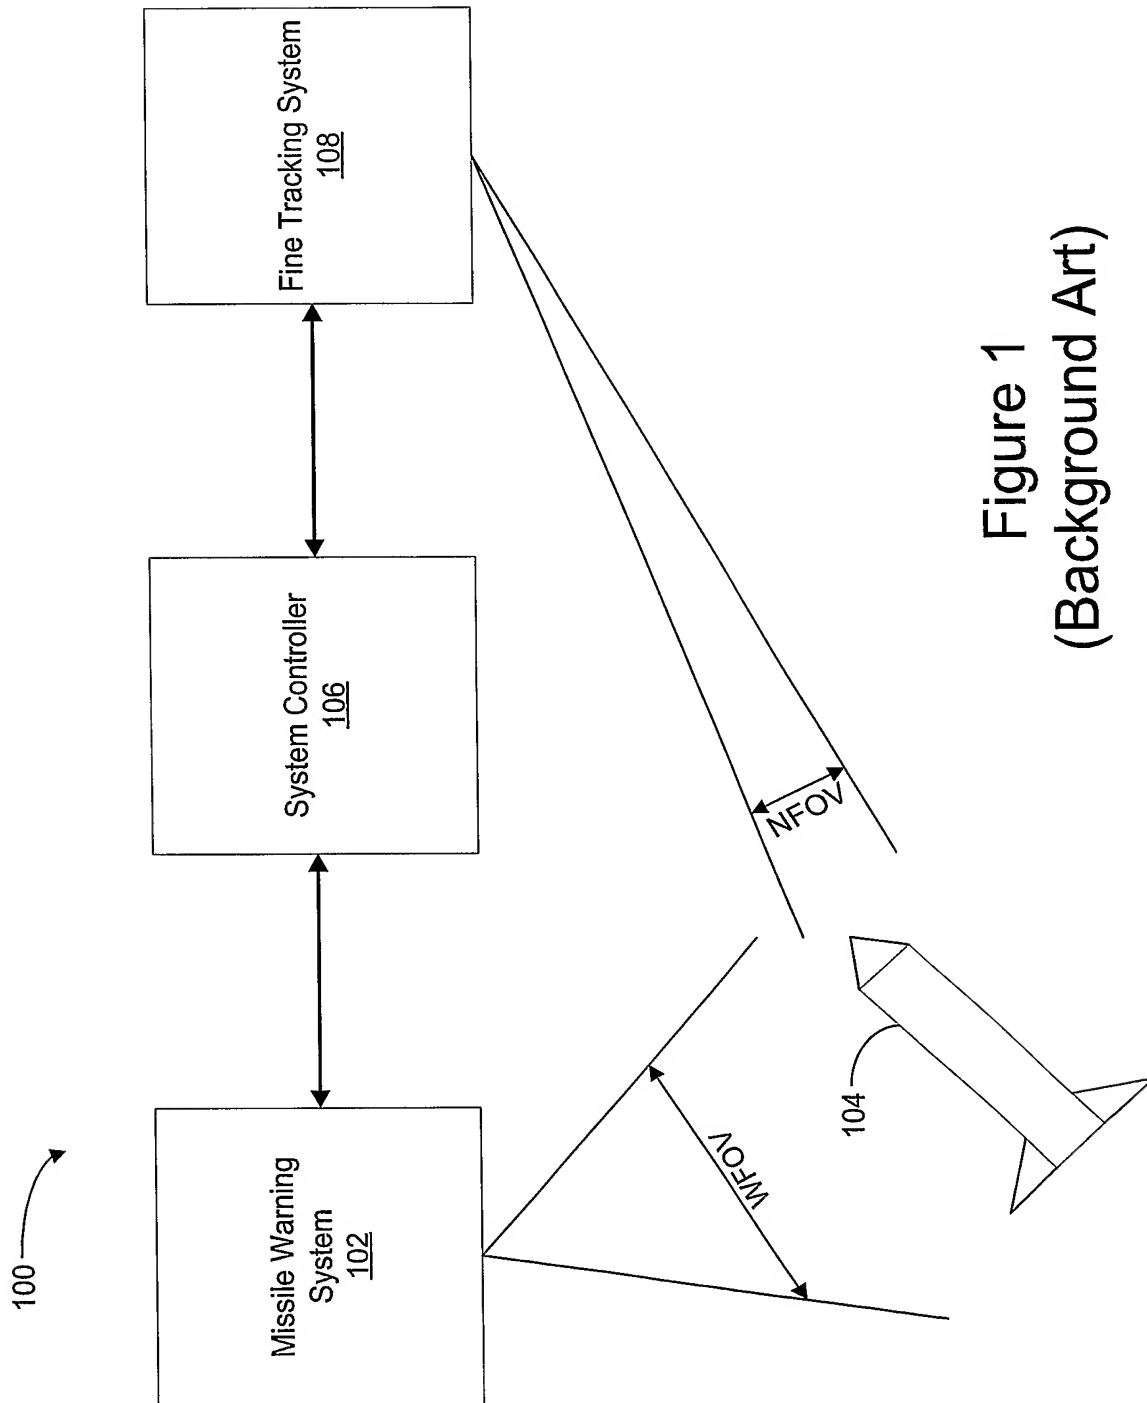 100
Missile Warning
System
102
System Controller
106
Fine Tracking System
108
WFOV
NFOV
104
Figure 1
(Background Art)